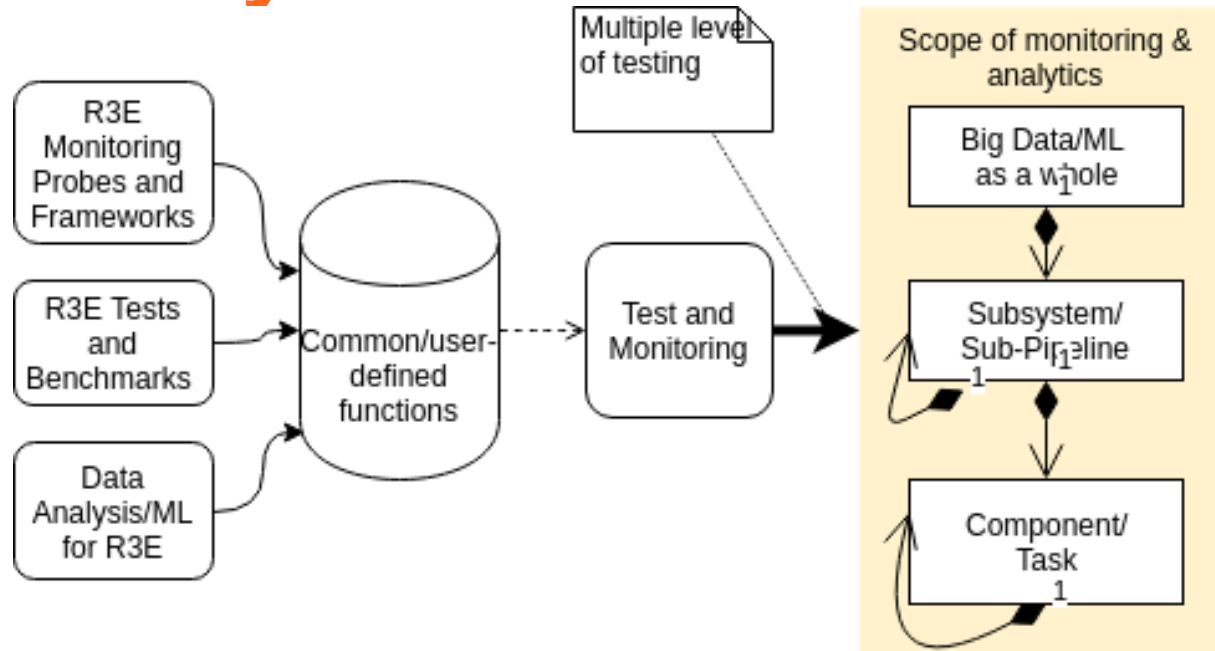 Multiple level
of testing
Scope of monitoring &
analytics
R3E
Monitoring
Probes and
Frameworks
R3E Tests
and
Benchmarks
Data
Analysis/ML
for R3E
Common/user-
defined
functions
Test and
Monitoring
Big Data/ML
as a whole
1
Subsystem/
Sub-Pipeline
1
1
Component/
Task
1